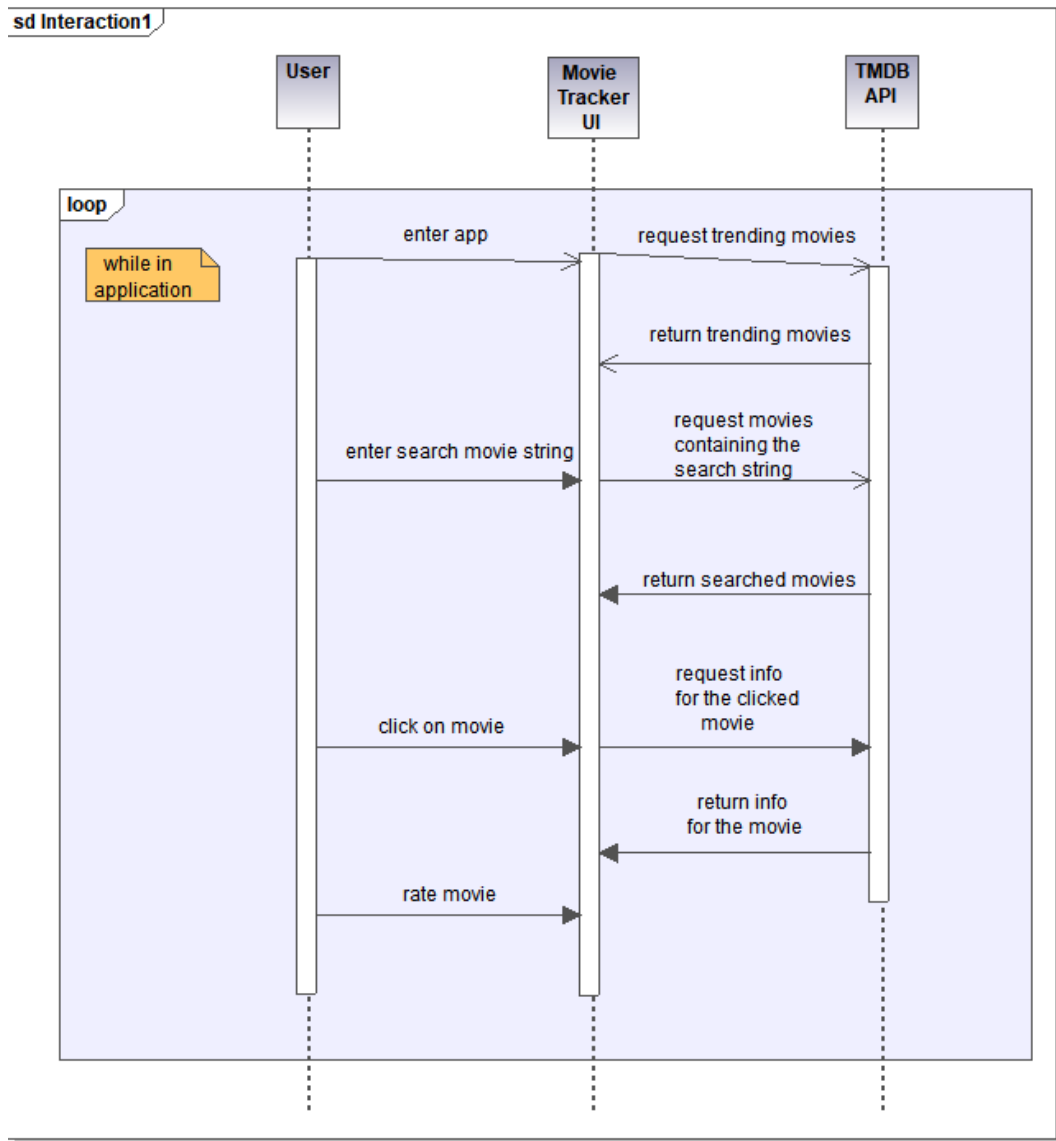 sd Interaction1
User
Movie
Tracker
UI
TMDB
API
loop
while in
application
enter app
request trending movies
return trending movies
enter search movie string
request movies
containing the
search string
return searched movies
click on movie
request info
for the clicked
movie
return info
for the movie
rate movie